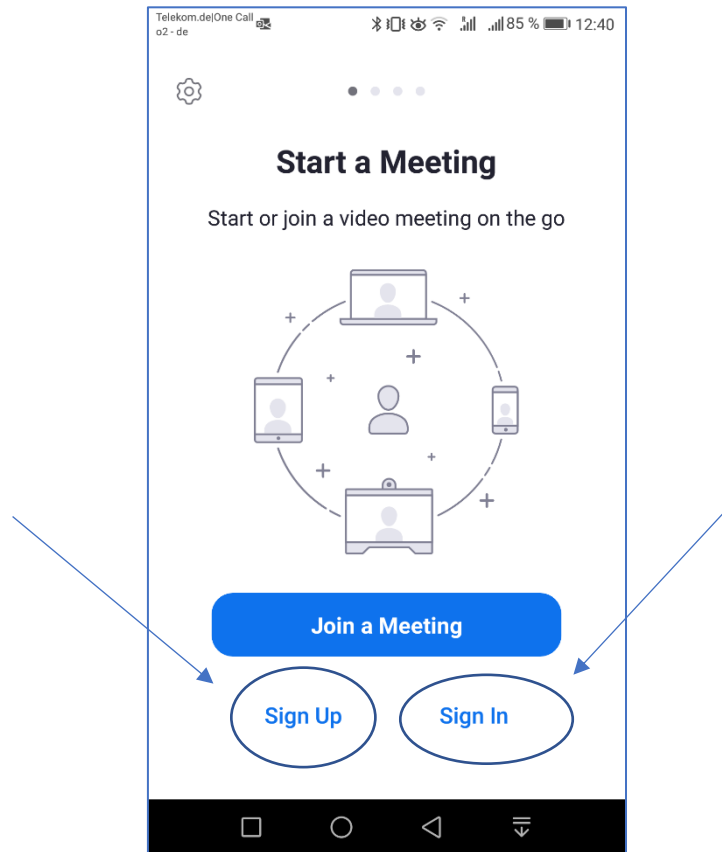 Telekom.de|One Call
o2 - de
85 % 12:40
Start a Meeting
Start or join a video meeting on the go
Join a Meeting
Sign Up Sign In